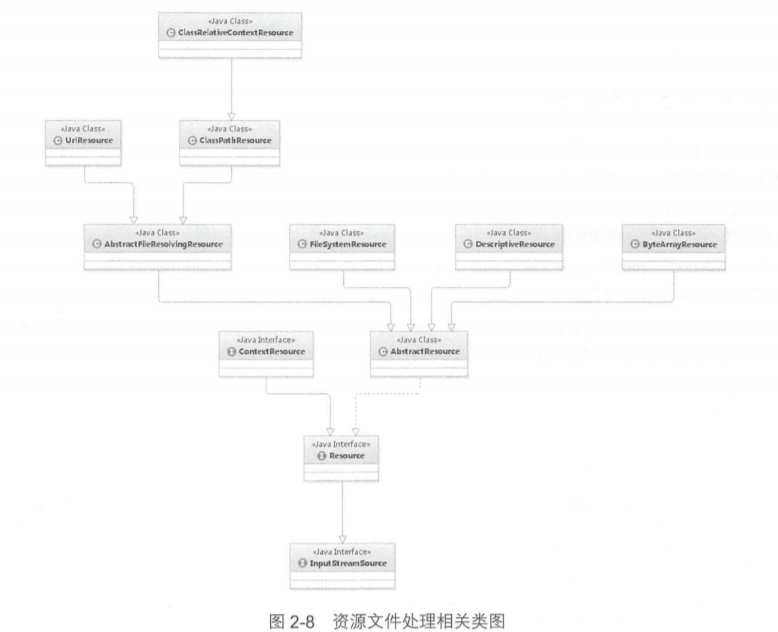 «Java Class»
ClassRelativeContextResource
«Java Class»
UrlResource
«Java Class»
ClassPathResource
«Java Class»
AbstractFileResolvingResource
«Java Class»
FileSystemResource
«Java Class»
DescriptiveResource
«Java Class»
ByteArrayResource
«Java Interface»
ContextResource
«Java Class»
AbstractResource
«Java Interface»
Resource
«Java Interface»
InputStreamSource
图 2-8 资源文件处理相关类图